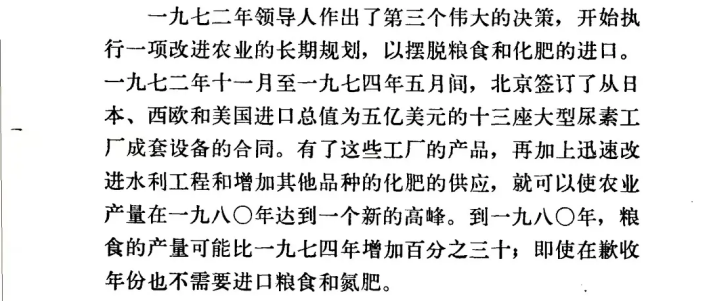 一九七二年领导人作出了第三个伟大的决策，开始执
行一项改进农业的长期规划，以摆脱粮食和化肥的进口。
一九七二年十一月至一九七四年五月间，北京签订了从日
本、西欧和美国进口总值为五亿美元的十三座大型尿素工
厂成套设备的合同。有了这些工厂的产品，再加上迅速改
进水利工程和增加其他品种的化肥的供应，就可以使农业
产量在一九八〇年达到一个新的高峰。到一九八〇年，粮
食的产量可能比一九七四年增加百分之三十；即使在歉收
年份也不需要进口粮食和氮肥。